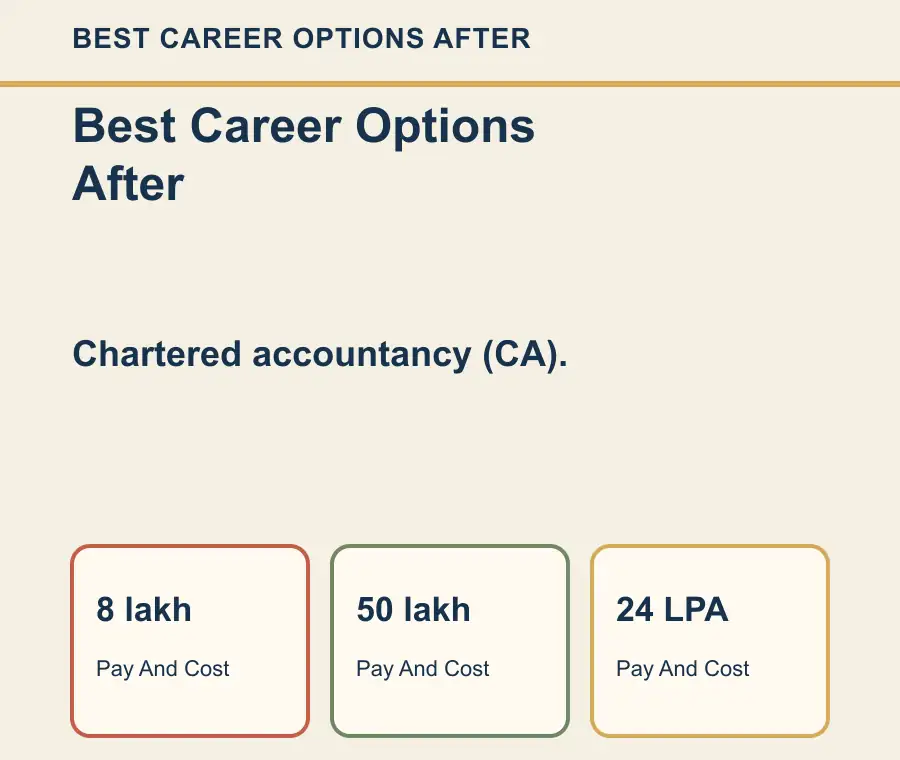 BEST CAREER OPTIONS AFTER
Best Career Options
After
Chartered accountancy (CA).
8 lakh
Pay And Cost
50 lakh
Pay And Cost
24 LPA
Pay And Cost